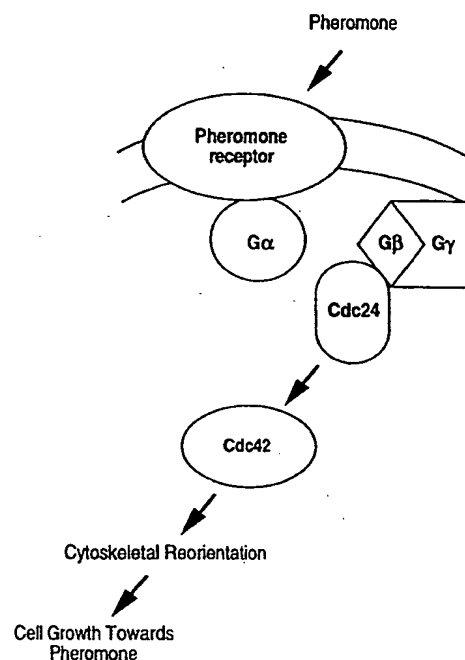 Pheromone
Pheromone
receptor
Gα
Gβ
Gγ
Cdc24
Cdc42
Cytoskeletal Reorientation
Cell Growth Towards
Pheromone